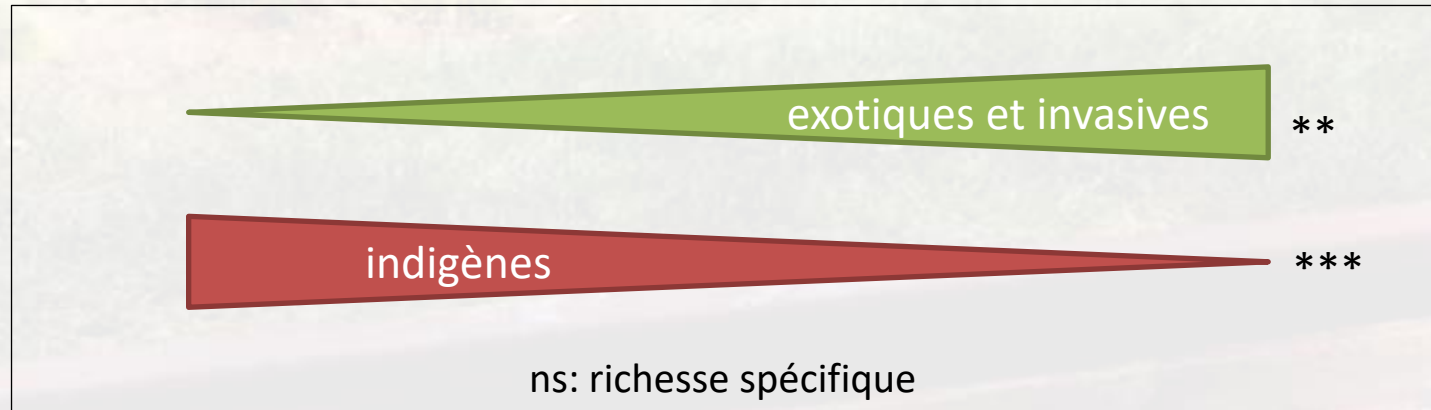 exotiques et invasives **
indigènes ***
ns: richesse spécifique